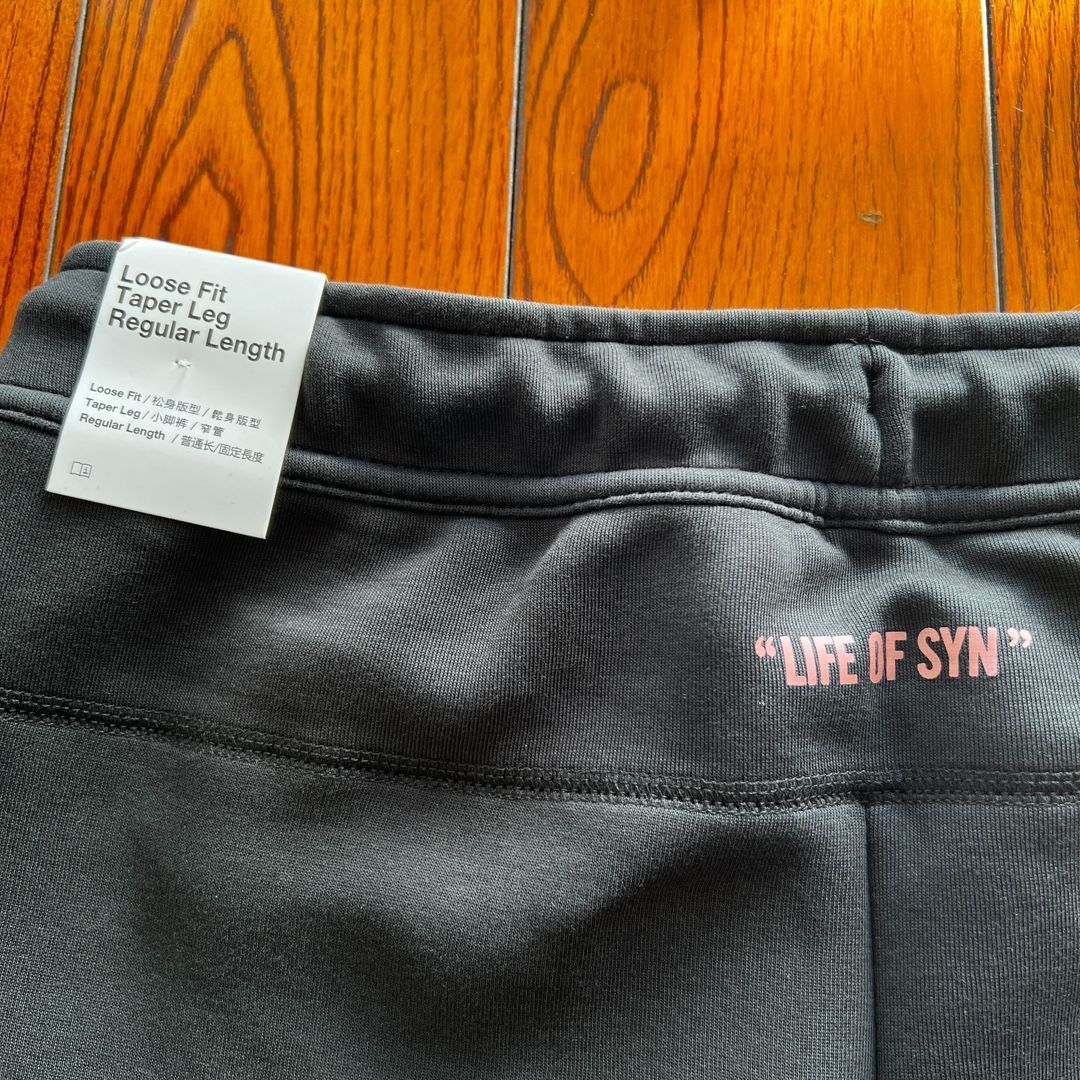 Loose Fit
Taper Leg
Regular Length
Loose Fit / 松身版型 / 鬆身版型
Taper Leg / 小脚裤 / 窄管
Regular Length / 普通长/固定長度
“LIFE OF SYN”